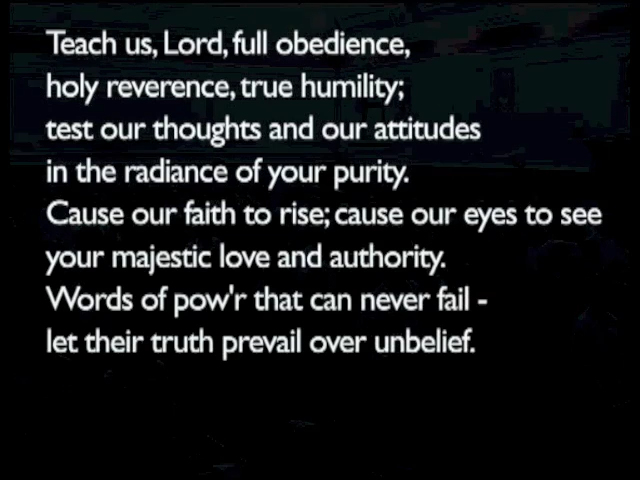 Teach us, Lord, full obedience,
holy reverence, true humility;
test our thoughts and our attitudes
in the radiance of your purity.
Cause our faith to rise; cause our eyes to see
your majestic love and authority.
Words of pow'r that can never fail -
let their truth prevail over unbelief.